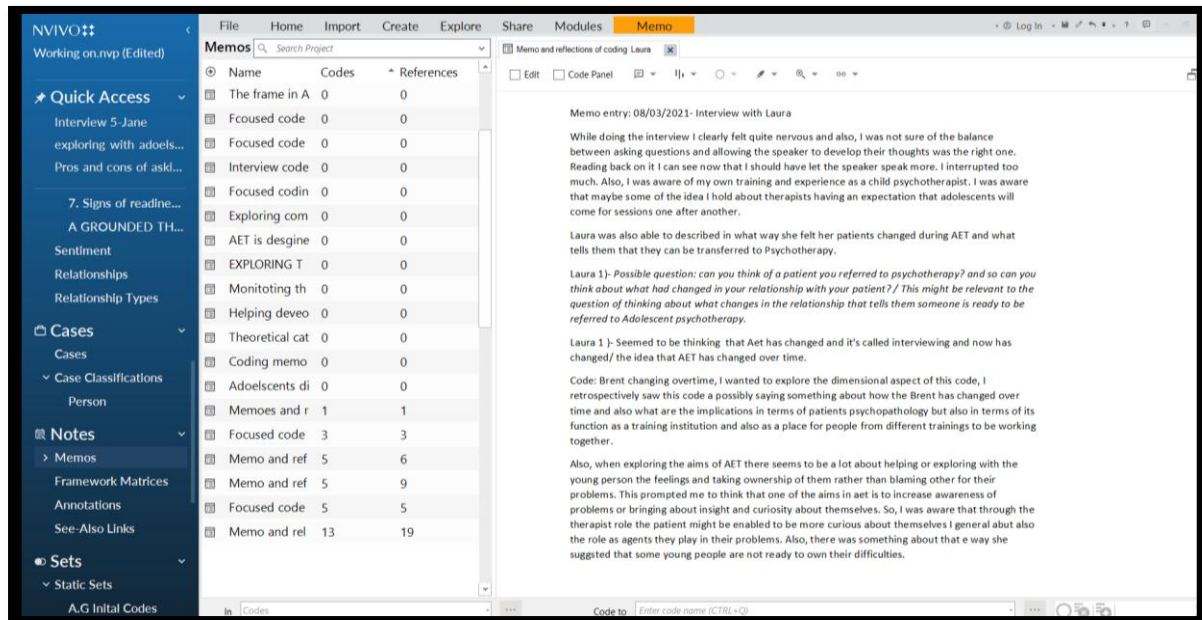 NVIVO
Working on.nvp (Edited)
Quick Access
Interview 5-Jane
exploring with adoels...
Pros and cons of aski...
7. Signs of readine...
A GROUNDED TH...
Sentiment
Relationships
Relationship Types
Cases
Cases
Case Classifications
Person
Notes
Memos
Framework Matrices
Annotations
See-Also Links
Sets
Static Sets
A.G Inital Codes
File Home Import Create Explore Share Modules Memo
Log In ?
Memos Search Project
Name Codes References
The frame in A 0 0
Fcoused code 0 0
Focused code 0 0
Interview code 0 0
Focused codin 0 0
Exploring com 0 0
AET is desgine 0 0
EXPLORING T 0 0
Monitoting th 0 0
Helping deveo 0 0
Theoretical cat 0 0
Coding memo 0 0
Adoelscents di 0 0
Memoes and r 1 1
Focused code 3 3
Memo and ref 5 6
Memo and ref 5 9
Focused code 5 5
Memo and rel 13 19
In Codes
Memo and reflections of coding Laura
Edit Code Panel
Memo entry: 08/03/2021- Interview with Laura
While doing the interview I clearly felt quite nervous and also, I was not sure of the balance
between asking questions and allowing the speaker to develop their thoughts was the right one.
Reading back on it I can see now that I should have let the speaker speak more. I interrupted too
much. Also, I was aware of my own training and experience as a child psychotherapist. I was aware
that maybe some of the idea I hold about therapists having an expectation that adolescents will
come for sessions one after another.
Laura was also able to described in what way she felt her patients changed during AET and what
tells them that they can be transferred to Psychotherapy.
Laura 1)- Possible question: can you think of a patient you referred to psychotherapy? and so can you
think about what had changed in your relationship with your patient? / This might be relevant to the
question of thinking about what changes in the relationship that tells them someone is ready to be
referred to Adolescent psychotherapy.
Laura 1 )- Seemed to be thinking that Aet has changed and it's called interviewing and now has
changed/ the idea that AET has changed over time.
Code: Brent changing overtime, I wanted to explore the dimensional aspect of this code, I
retrospectively saw this code a possibly saying something about how the Brent has changed over
time and also what are the implications in terms of patients psychopathology but also in terms of its
function as a training institution and also as a place for people from different trainings to be working
together.
Also, when exploring the aims of AET there seems to be a lot about helping or exploring with the
young person the feelings and taking ownership of them rather than blaming other for their
problems. This prompted me to think that one of the aims in aet is to increase awareness of
problems or bringing about insight and curiosity about themselves. So, I was aware that through the
therapist role the patient might be enabled to be more curious about themselves I general abut also
the role as agents they play in their problems. Also, there was something about that e way she
suggsted that some young people are not ready to own their difficulties.
Code to Enter code name (CTRL+Q)